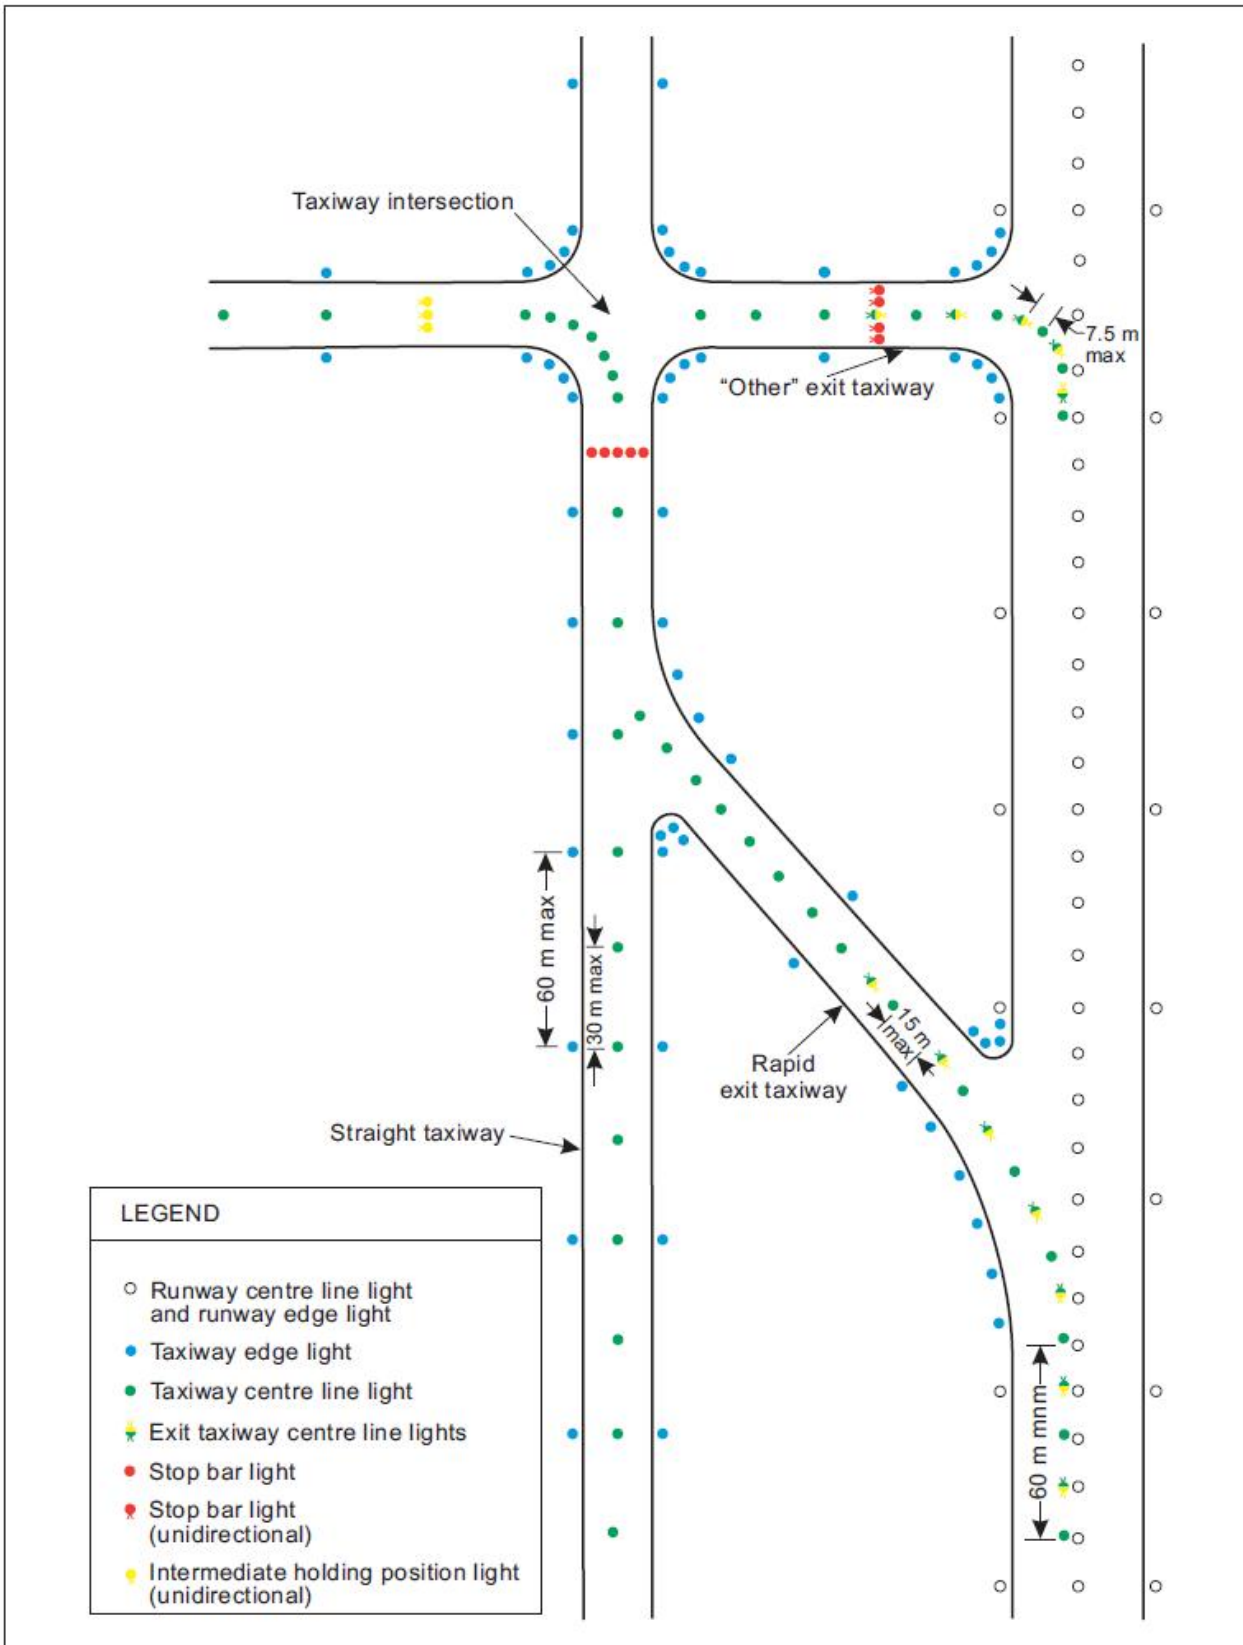 Taxiway intersection
7.5 m
max
“Other” exit taxiway
60 m max
30 m max
15 m
max
Rapid
exit taxiway
Straight taxiway
60 m mnm
LEGEND
Runway centre line light
and runway edge light
Taxiway edge light
Taxiway centre line light
Exit taxiway centre line lights
Stop bar light
Stop bar light
(unidirectional)
Intermediate holding position light
(unidirectional)